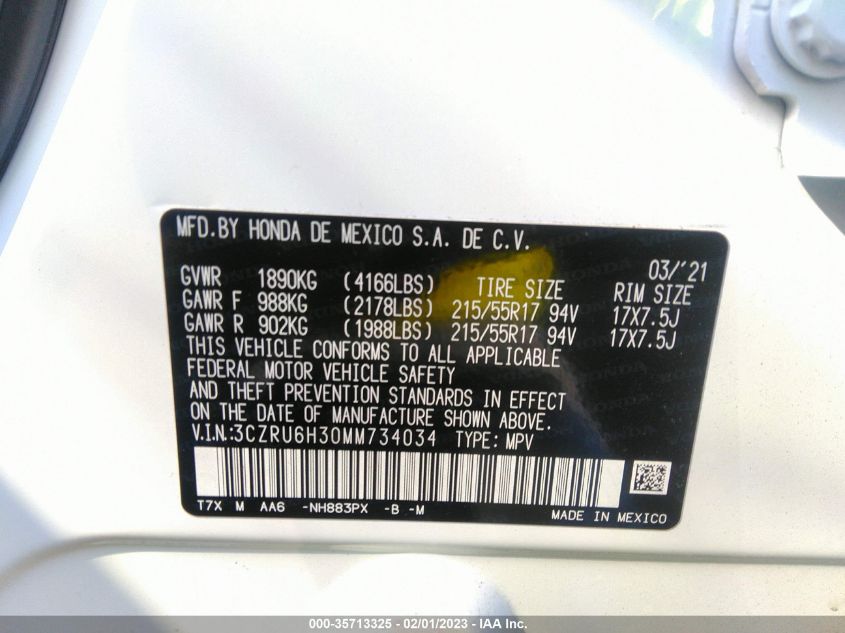 MFD. BY HONDA DE MEXICO S.A. DE C.V.
03/'21
GVWR 1890KG (4166LBS) TIRE SIZE RIM SIZE
GAWR F 988KG (2178LBS) 215/55R17 94V 17X7.5J
GAWR R 902KG (1988LBS) 215/55R17 94V 17X7.5J
THIS VEHICLE CONFORMS TO ALL APPLICABLE
FEDERAL MOTOR VEHICLE SAFETY
AND THEFT PREVENTION STANDARDS IN EFFECT
ON THE DATE OF MANUFACTURE SHOWN ABOVE.
V.I.N:3CZRU6H30MM734034 TYPE: MPV
T7X M AA6 -NH883PX -B -M
MADE IN MEXICO
000-35713325 - 02/01/2023 - IAA Inc.